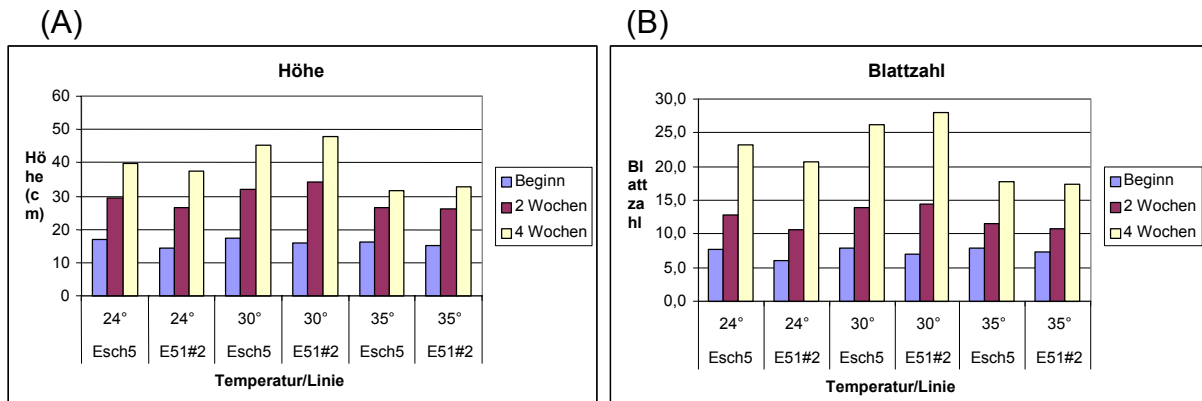 (A)
Höhe
60
50
40
30
20
10
0
Hö
he
(c
m)
24° 24° 30° 30° 35° 35°
Esch5 E51#2 Esch5 E51#2 Esch5 E51#2
Temperatur/Linie
Beginn
2 Wochen
4 Wochen
(B)
Blattzahl
30,0
25,0
20,0
15,0
10,0
5,0
0,0
Bl
att
za
hl
24° 24° 30° 30° 35° 35°
Esch5 E51#2 Esch5 E51#2 Esch5 E51#2
Temperatur/Linie
Beginn
2 Wochen
4 Wochen